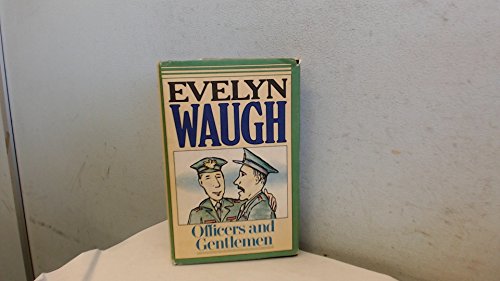 EVELYN
WAUGH
Officers and
Gentlemen